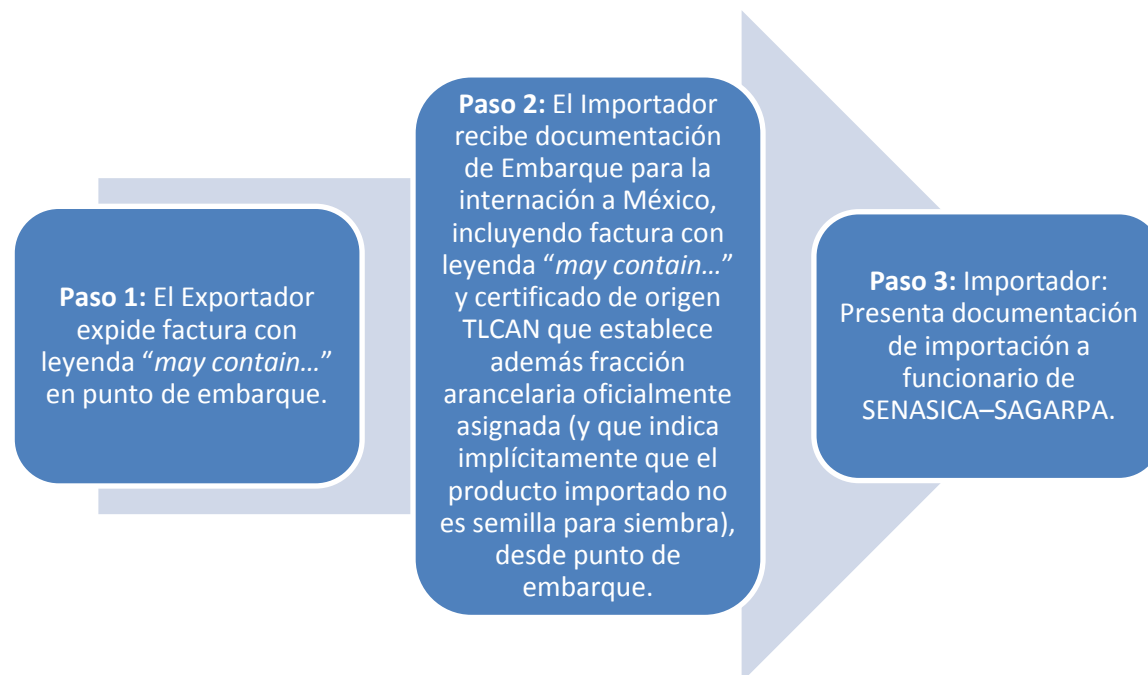 Paso 1: El Exportador
expide factura con
leyenda “may contain…”
en punto de embarque.
Paso 2: El Importador
recibe documentación
de Embarque para la
internación a México,
incluyendo factura con
leyenda “may contain…”
y certificado de origen
TLCAN que establece
además fracción
arancelaria oficialmente
asignada (y que indica
implícitamente que el
producto importado no
es semilla para siembra),
desde punto de
embarque.
Paso 3: Importador:
Presenta documentación
de importación a
funcionario de
SENASICA–SAGARPA.